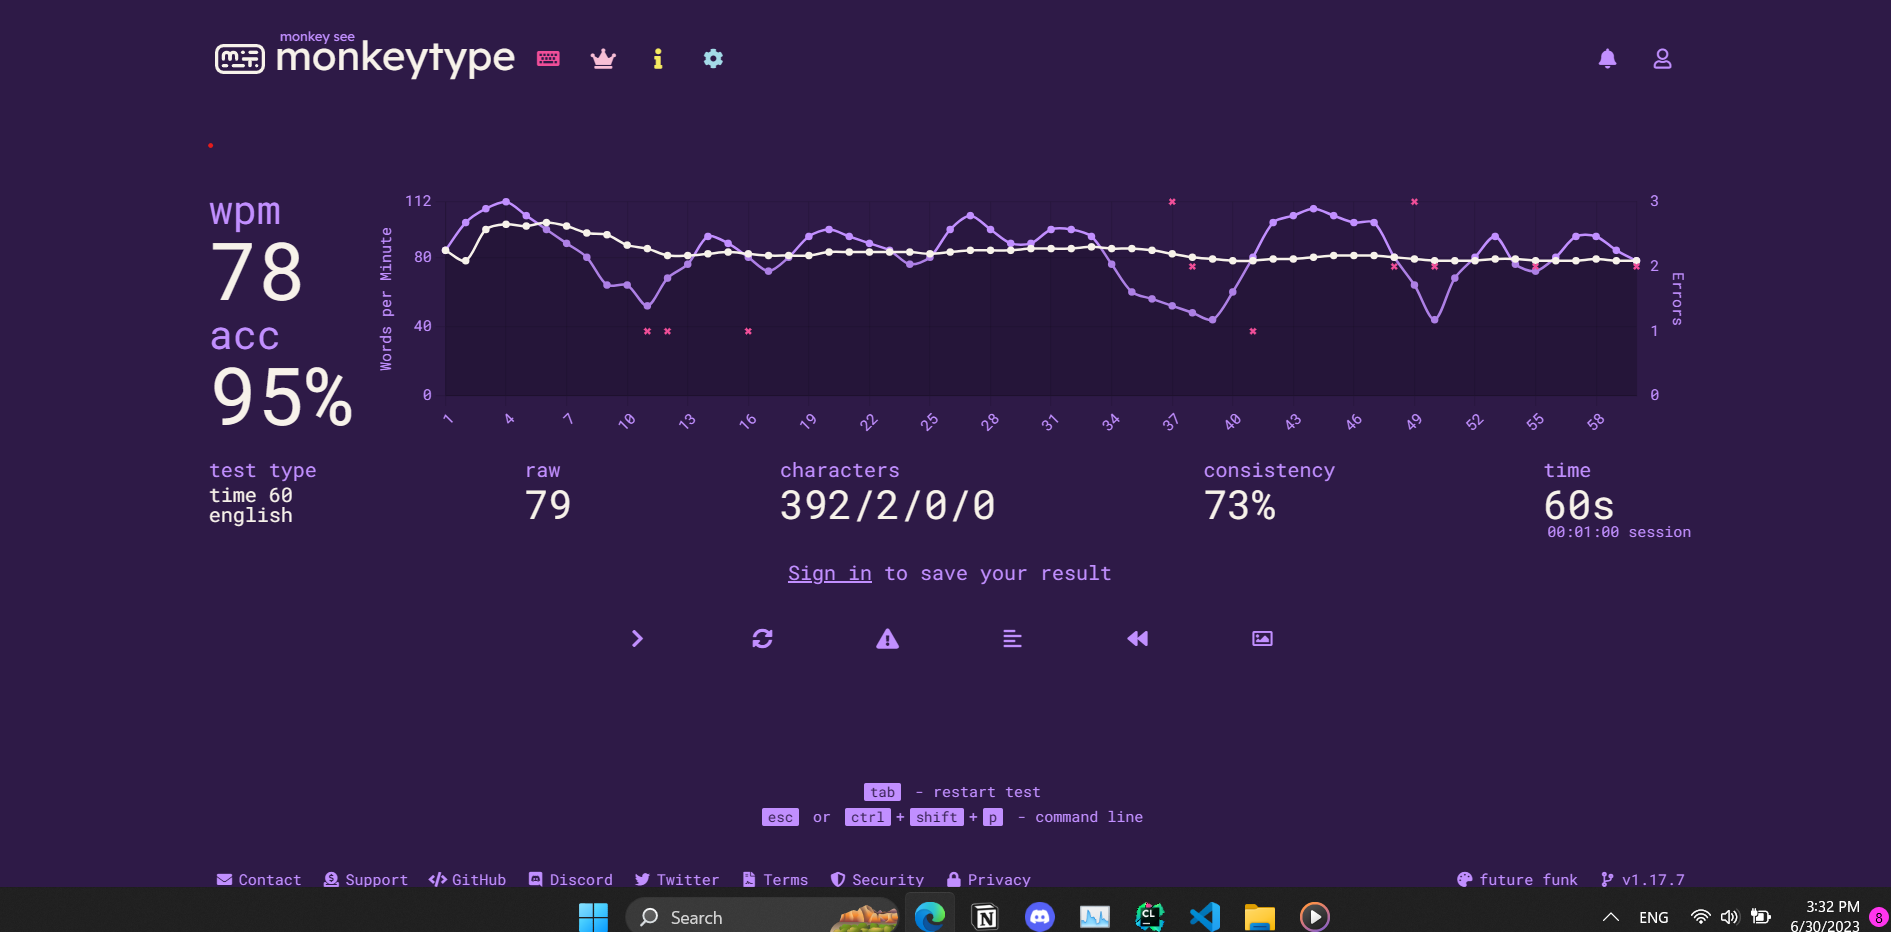 monkey see
monkeytype
wpm
78
acc
95%
Words per Minute
112
80
40
0
1 4 7 10 13 16 19 22 25 28 31 34 37 40 43 46 49 52 55 58
3
2
1
0
Errors
test type
time 60
english
raw
79
characters
392/2/0/0
consistency
73%
time
60s
00:01:00 session
Sign in to save your result
tab - restart test
esc or ctrl + shift + p - command line
Contact Support GitHub Discord Twitter Terms Security Privacy future funk v1.17.7
Search
N
CL
ENG
3:32 PM
6/30/2023
8